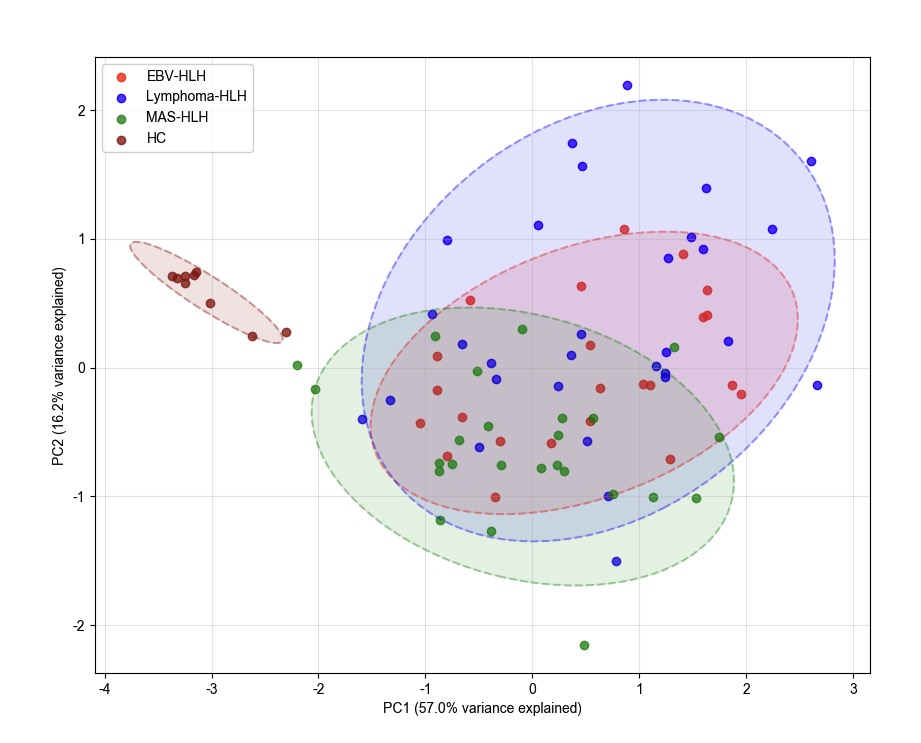 EBV-HLH
Lymphoma-HLH
MAS-HLH
HC
2
1
0
-1
-2
PC2 (16.2% variance explained)
-4 -3 -2 -1 0 1 2 3
PC1 (57.0% variance explained)